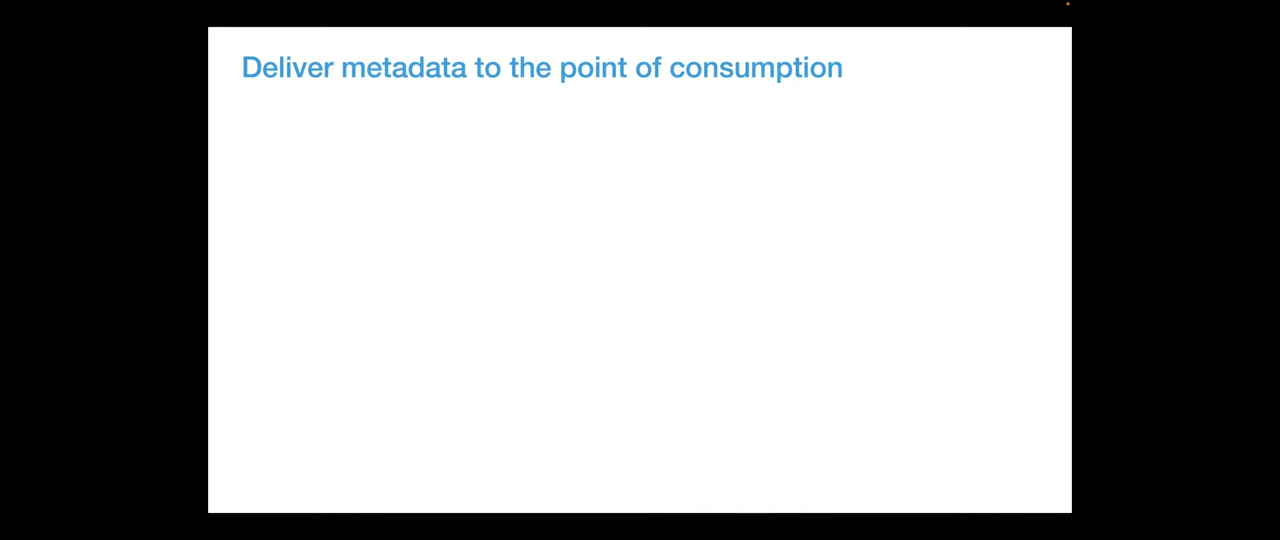 Deliver metadata to the point of consumption